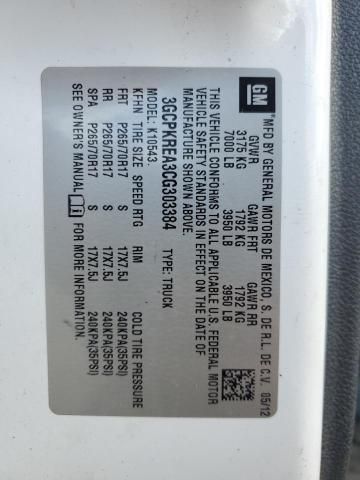 GM
MFD BY GENERAL MOTORS DE MEXICO, S. DE R.L. DE C.V. 05/12
GVWR GAWR FRT GAWR RR
3175 KG 1792 KG 1792 KG
7000 LB 3950 LB 3950 LB
THIS VEHICLE CONFORMS TO ALL APPLICABLE U.S. FEDERAL MOTOR
VEHICLE SAFETY STANDARDS IN EFFECT ON THE DATE OF
MANUFACTURE SHOWN ABOVE.
3GCPKREA3CG303384 TYPE: TRUCK
MODEL: K10543.
KFHN TIRE SIZE SPEED RTG RIM COLD TIRE PRESSURE
FRT P265/70R17 S 17X7.5J 240KPA(35PSI)
RR P265/70R17 S 17X7.5J 240KPA(35PSI)
SPA P265/70R17 S 17X7.5J 240KPA(35PSI)
SEE OWNER'S MANUAL i FOR MORE INFORMATION.